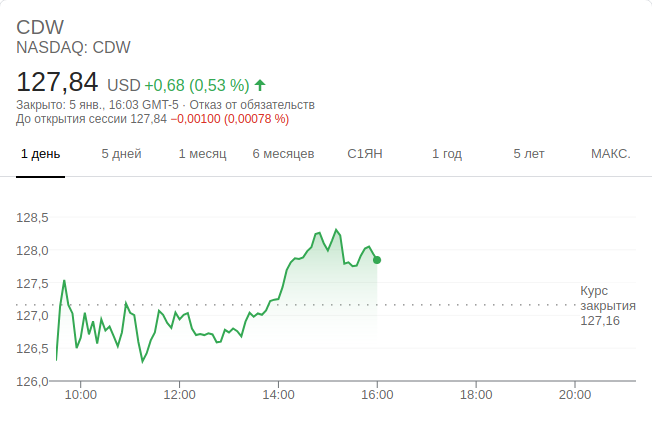 CDW
NASDAQ: CDW
127,84 USD +0,68 (0,53 %)
Закрыто: 5 янв., 16:03 GMT-5 · Отказ от обязательств
До открытия сессии 127,84 −0,00100 (0,00078 %)
1 день 5 дней 1 месяц 6 месяцев С1ЯН 1 год 5 лет МАКС.
128,5
128,0
127,5
Курс
закрытия
127,16
127,0
126,5
126,0
10:00 12:00 14:00 16:00 18:00 20:00